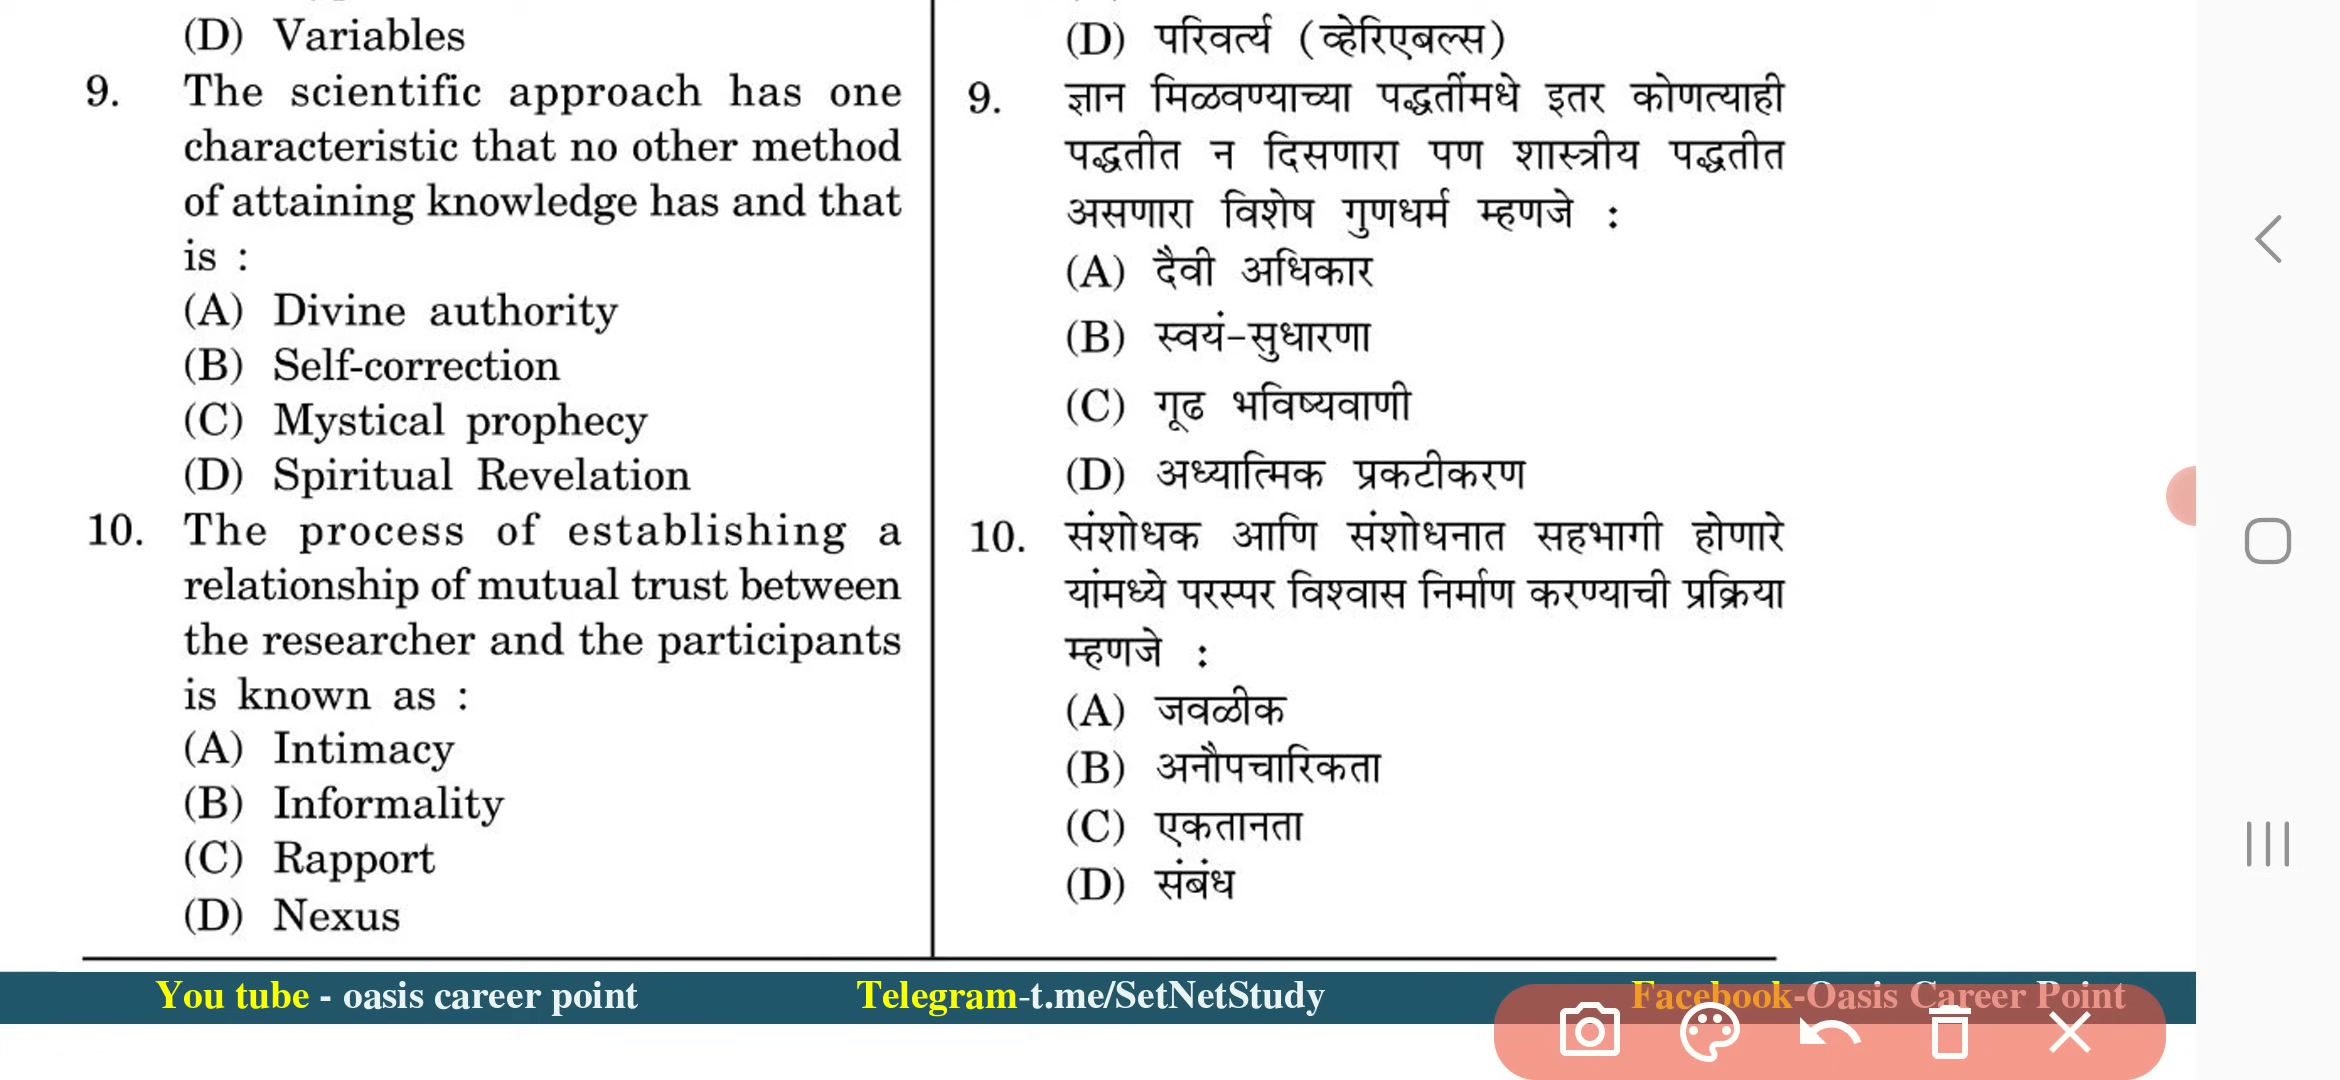 (D) Variables
9. The scientific approach has one
characteristic that no other method
of attaining knowledge has and that
is :
(A) Divine authority
(B) Self-correction
(C) Mystical prophecy
(D) Spiritual Revelation
10. The process of establishing a
relationship of mutual trust between
the researcher and the participants
is known as :
(A) Intimacy
(B) Informality
(C) Rapport
(D) Nexus
(D) परिवर्त्य (व्हेरिएबल्स)
9. ज्ञान मिळवण्याच्या पद्धतींमधे इतर कोणत्याही
पद्धतीत न दिसणारा पण शास्त्रीय पद्धतीत
असणारा विशेष गुणधर्म म्हणजे :
(A) दैवी अधिकार
(B) स्वयं-सुधारणा
(C) गूढ भविष्यवाणी
(D) अध्यात्मिक प्रकटीकरण
10. संशोधक आणि संशोधनात सहभागी होणारे
यांमध्ये परस्पर विश्वास निर्माण करण्याची प्रक्रिया
म्हणजे :
(A) जवळीक
(B) अनौपचारिकता
(C) एकतानता
(D) संबंध
You tube - oasis career point Telegram-t.me/SetNetStudy Facebook-Oasis Career Point